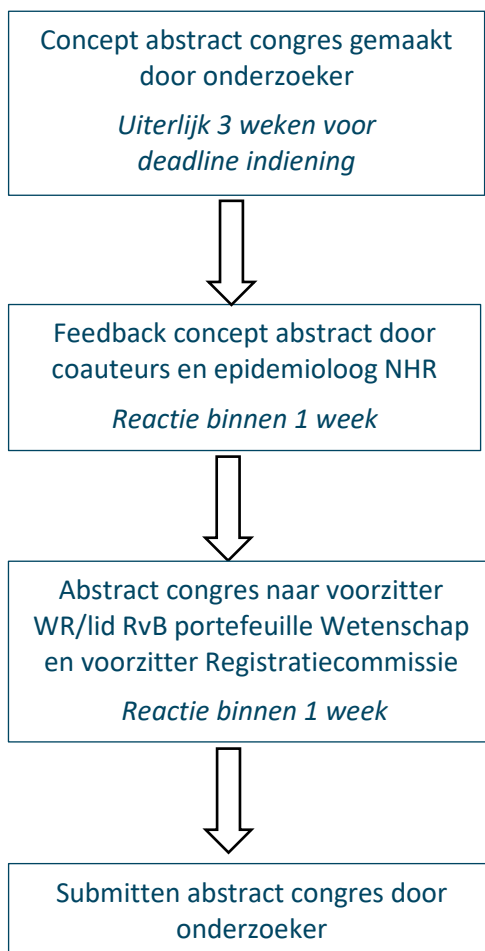 Concept abstract congres gemaakt
door onderzoeker
Uiterlijk 3 weken voor
deadline indiening
Feedback concept abstract door
coauteurs en epidemioloog NHR
Reactie binnen 1 week
Abstract congres naar voorzitter
WR/lid RvB portefeuille Wetenschap
en voorzitter Registratiecommissie
Reactie binnen 1 week
Submitten abstract congres door
onderzoeker